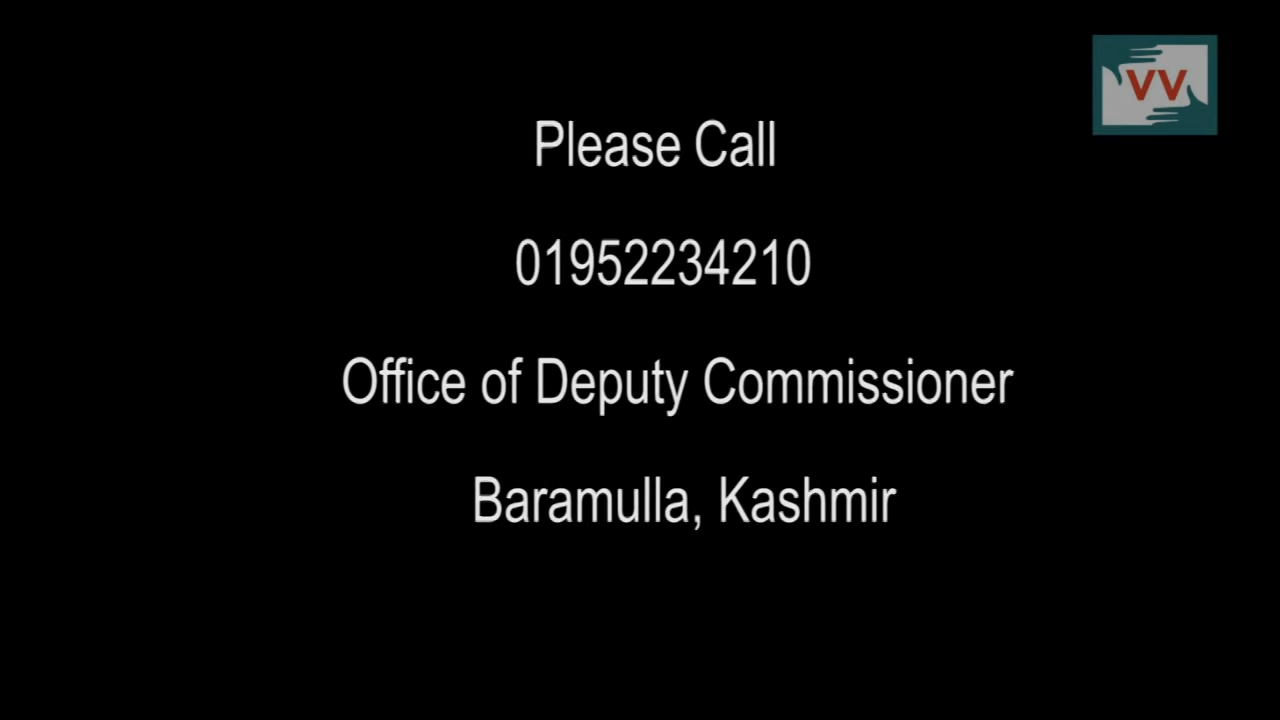 VV
Please Call
01952234210
Office of Deputy Commissioner
Baramulla, Kashmir